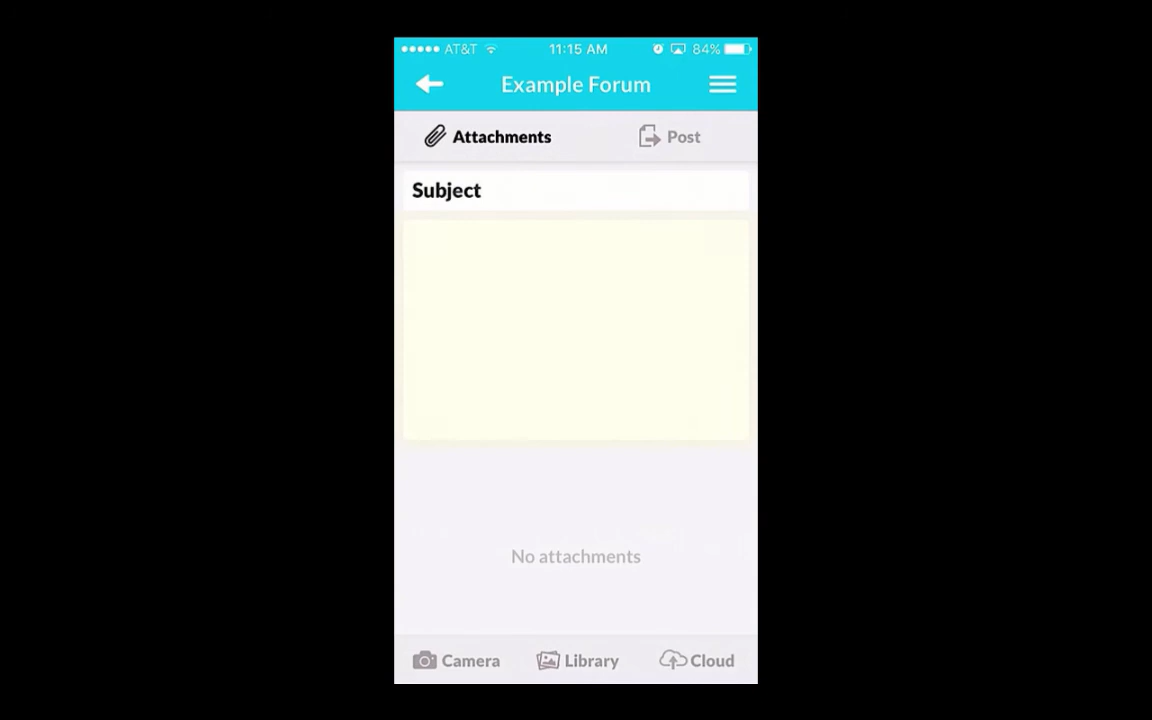 AT&T 11:15 AM 84%
Example Forum
Attachments Post
Subject
No attachments
Camera Library Cloud